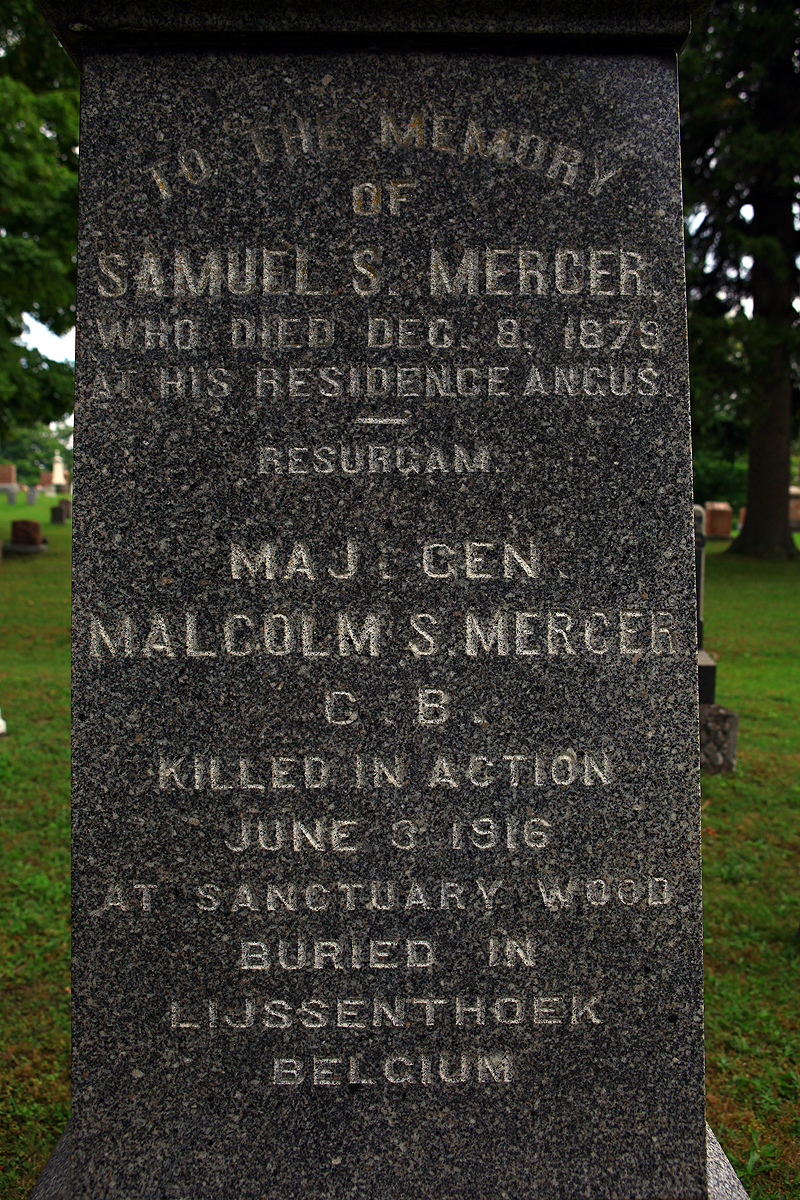 TO THE MEMORY
OF
SAMUEL S. MERCER.
WHO DIED DEC. 8. 1879
AT HIS RESIDENCE ANGUS.
RESURGAM.
MAJ. GEN.
MALCOLM S. MERCER
C. B.
KILLED IN ACTION
JUNE 3 1916
AT SANCTUARY WOOD
BURIED IN
LIJSSENTHOEK
BELGIUM